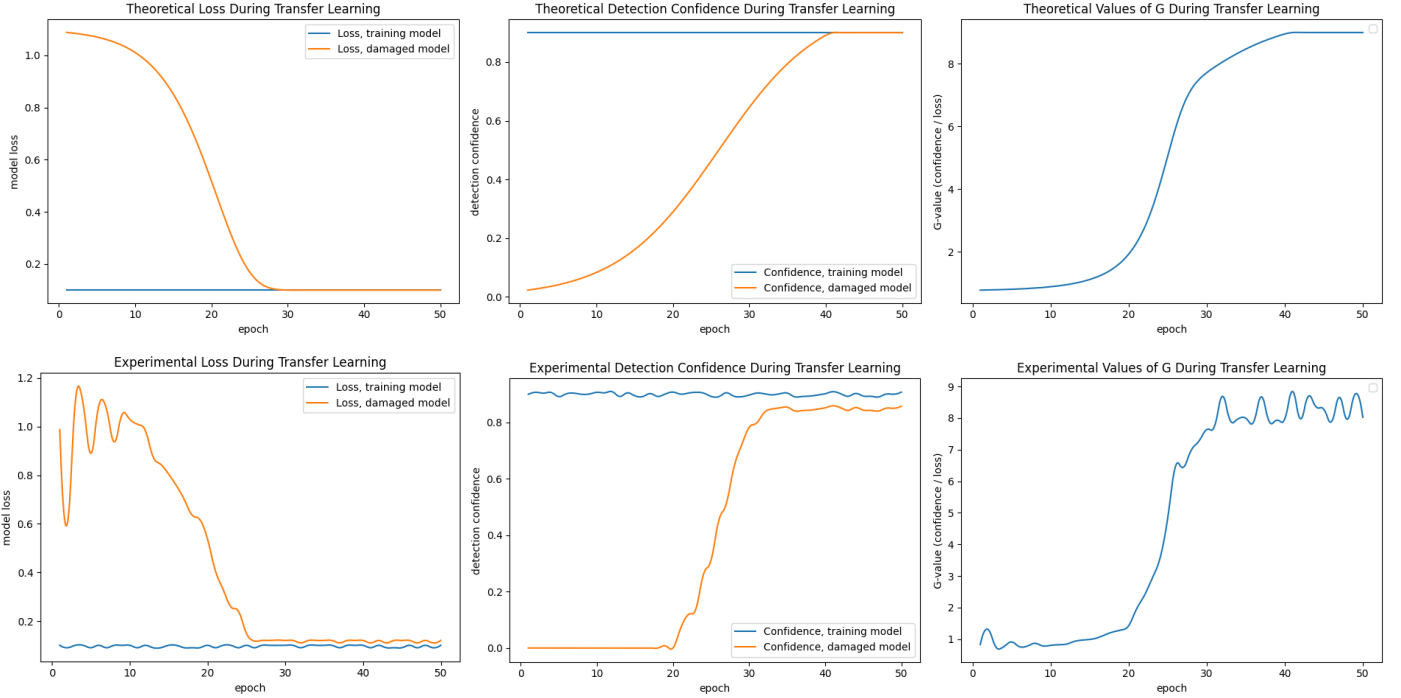 Theoretical Loss During Transfer Learning
model loss
1.0
0.8
0.6
0.4
0.2
Loss, training model
Loss, damaged model
0 10 20 30 40 50
epoch
Theoretical Detection Confidence During Transfer Learning
detection confidence
0.8
0.6
0.4
0.2
0.0
Confidence, training model
Confidence, damaged model
0 10 20 30 40 50
epoch
Theoretical Values of G During Transfer Learning
G-value (confidence / loss)
8
6
4
2
0 10 20 30 40 50
epoch
Experimental Loss During Transfer Learning
model loss
1.2
1.0
0.8
0.6
0.4
0.2
Loss, training model
Loss, damaged model
0 10 20 30 40 50
epoch
Experimental Detection Confidence During Transfer Learning
detection confidence
0.8
0.6
0.4
0.2
0.0
Confidence, training model
Confidence, damaged model
0 10 20 30 40 50
epoch
Experimental Values of G During Transfer Learning
G-value (confidence / loss)
9
8
7
6
5
4
3
2
1
0 10 20 30 40 50
epoch